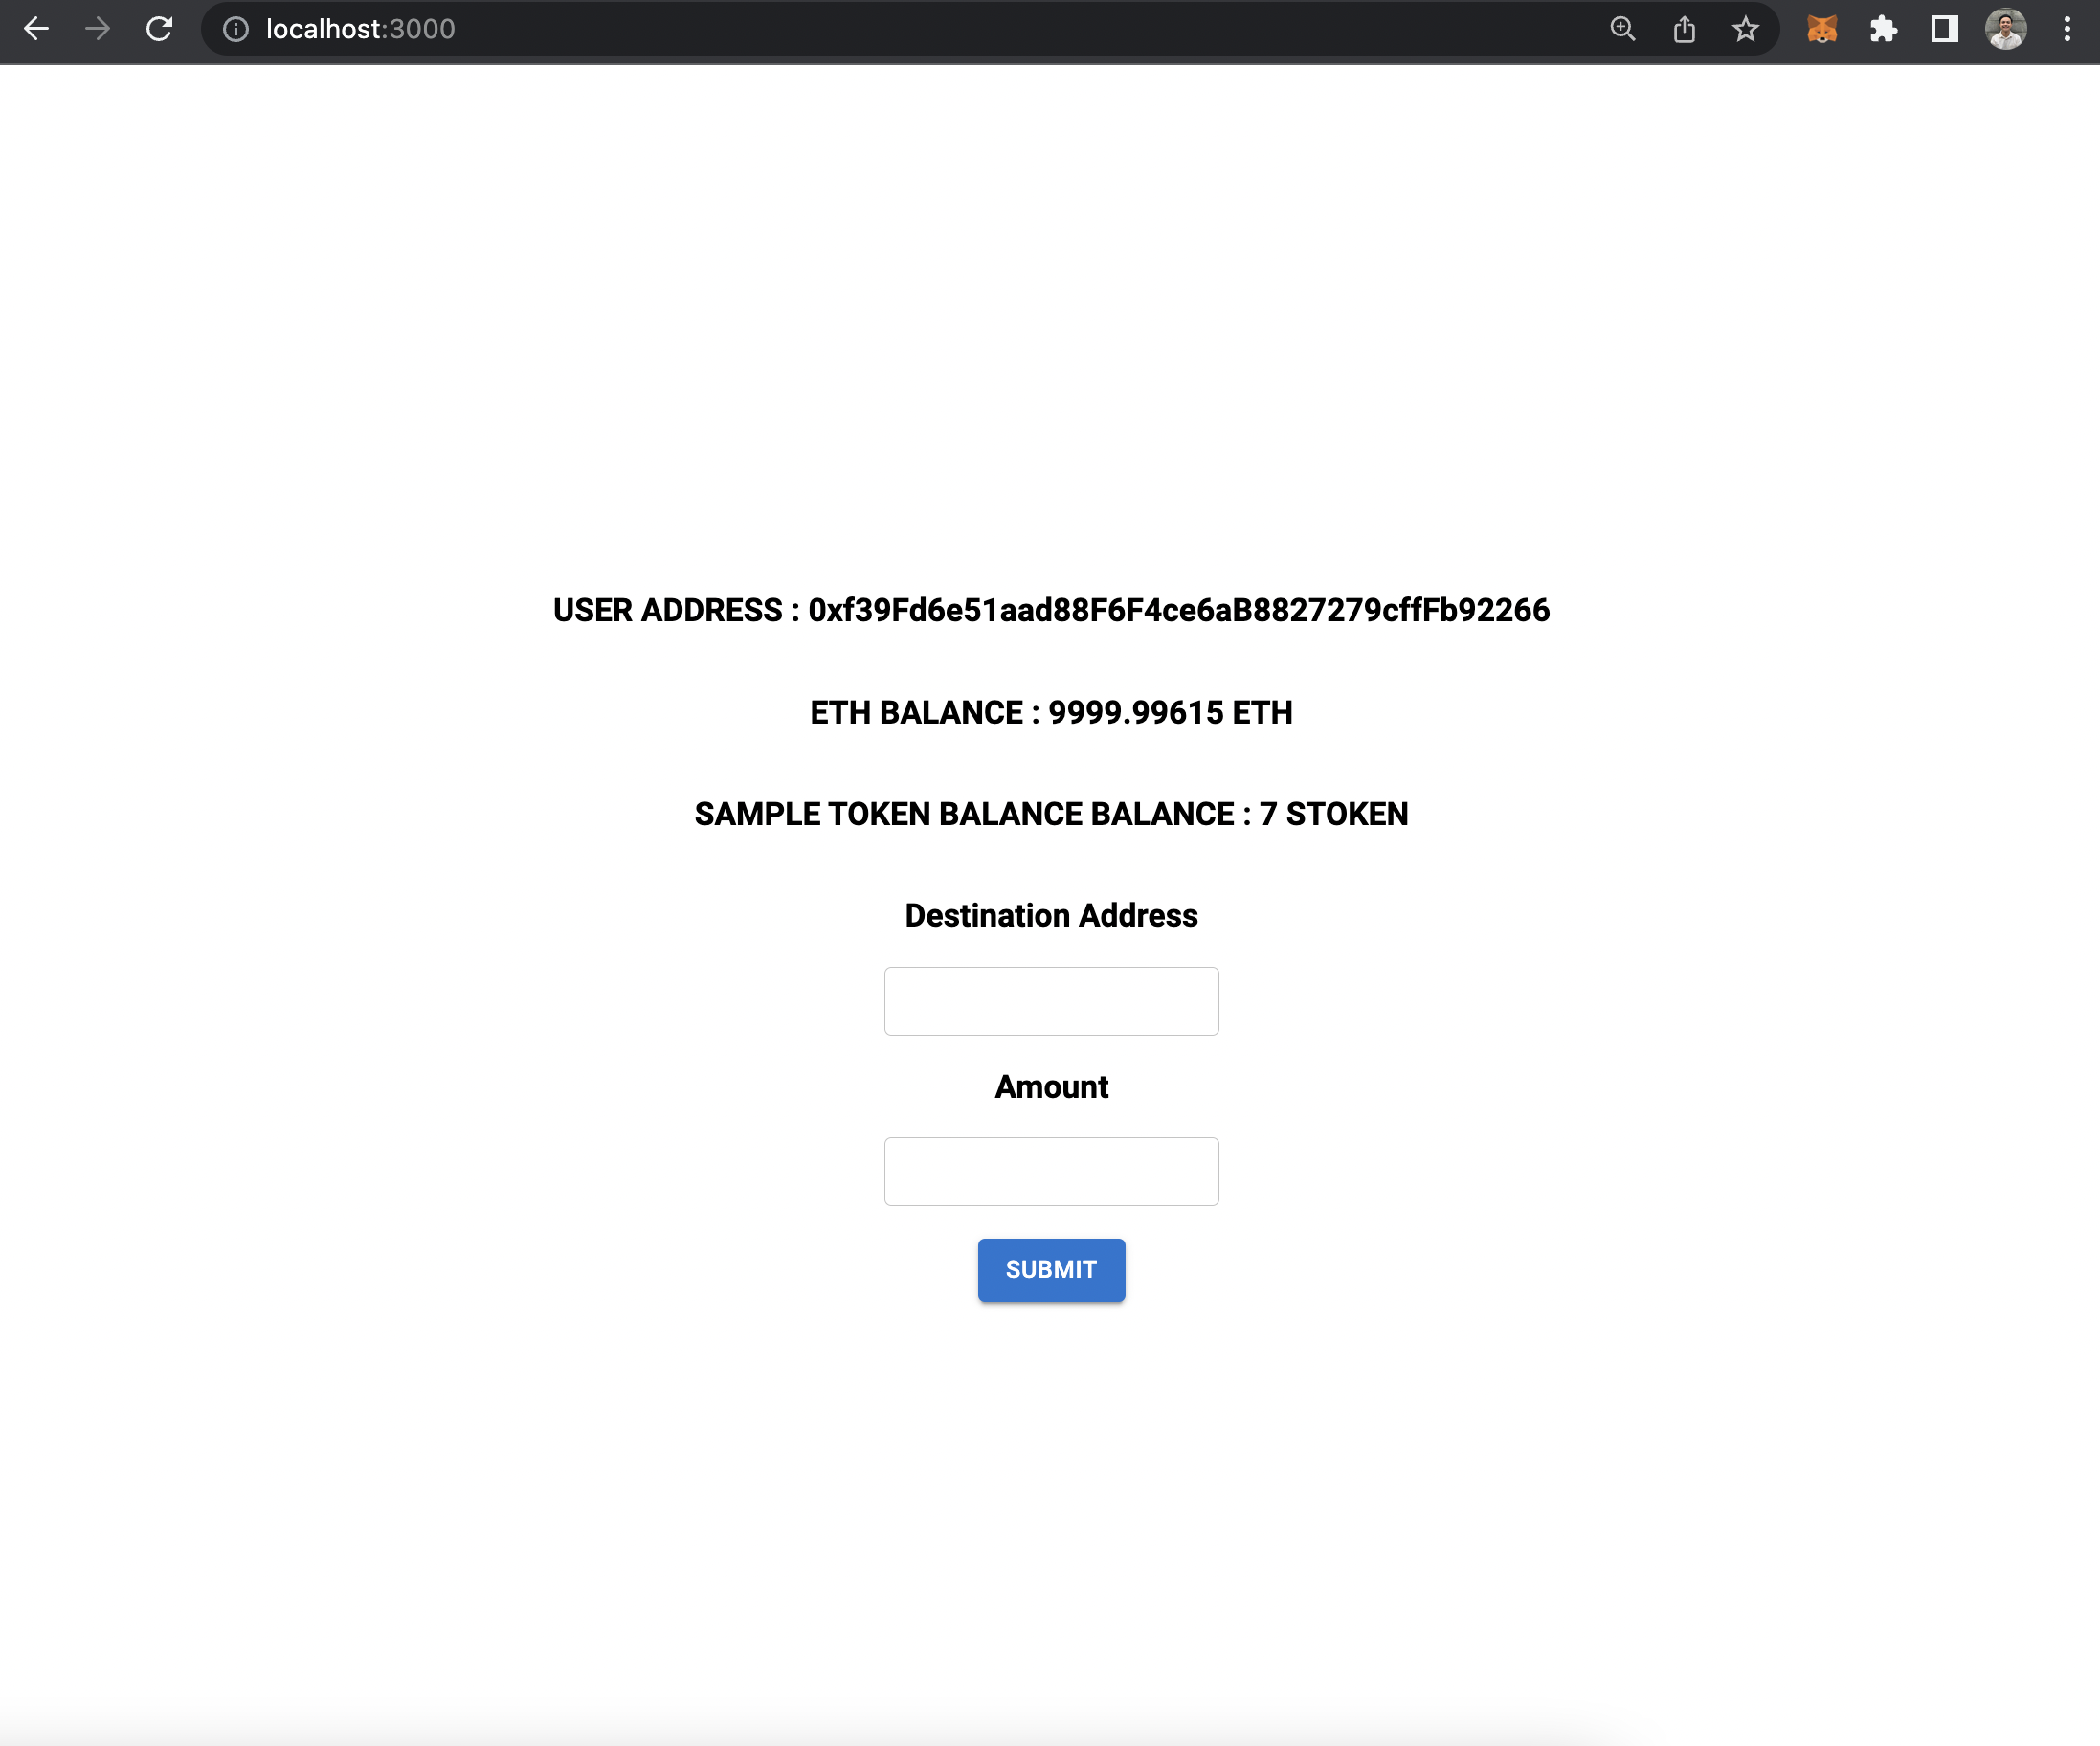 localhost:3000
USER ADDRESS : 0xf39Fd6e51aad88F6F4ce6aB8827279cffFb92266
ETH BALANCE : 9999.99615 ETH
SAMPLE TOKEN BALANCE BALANCE : 7 STOKEN
Destination Address
Amount
SUBMIT